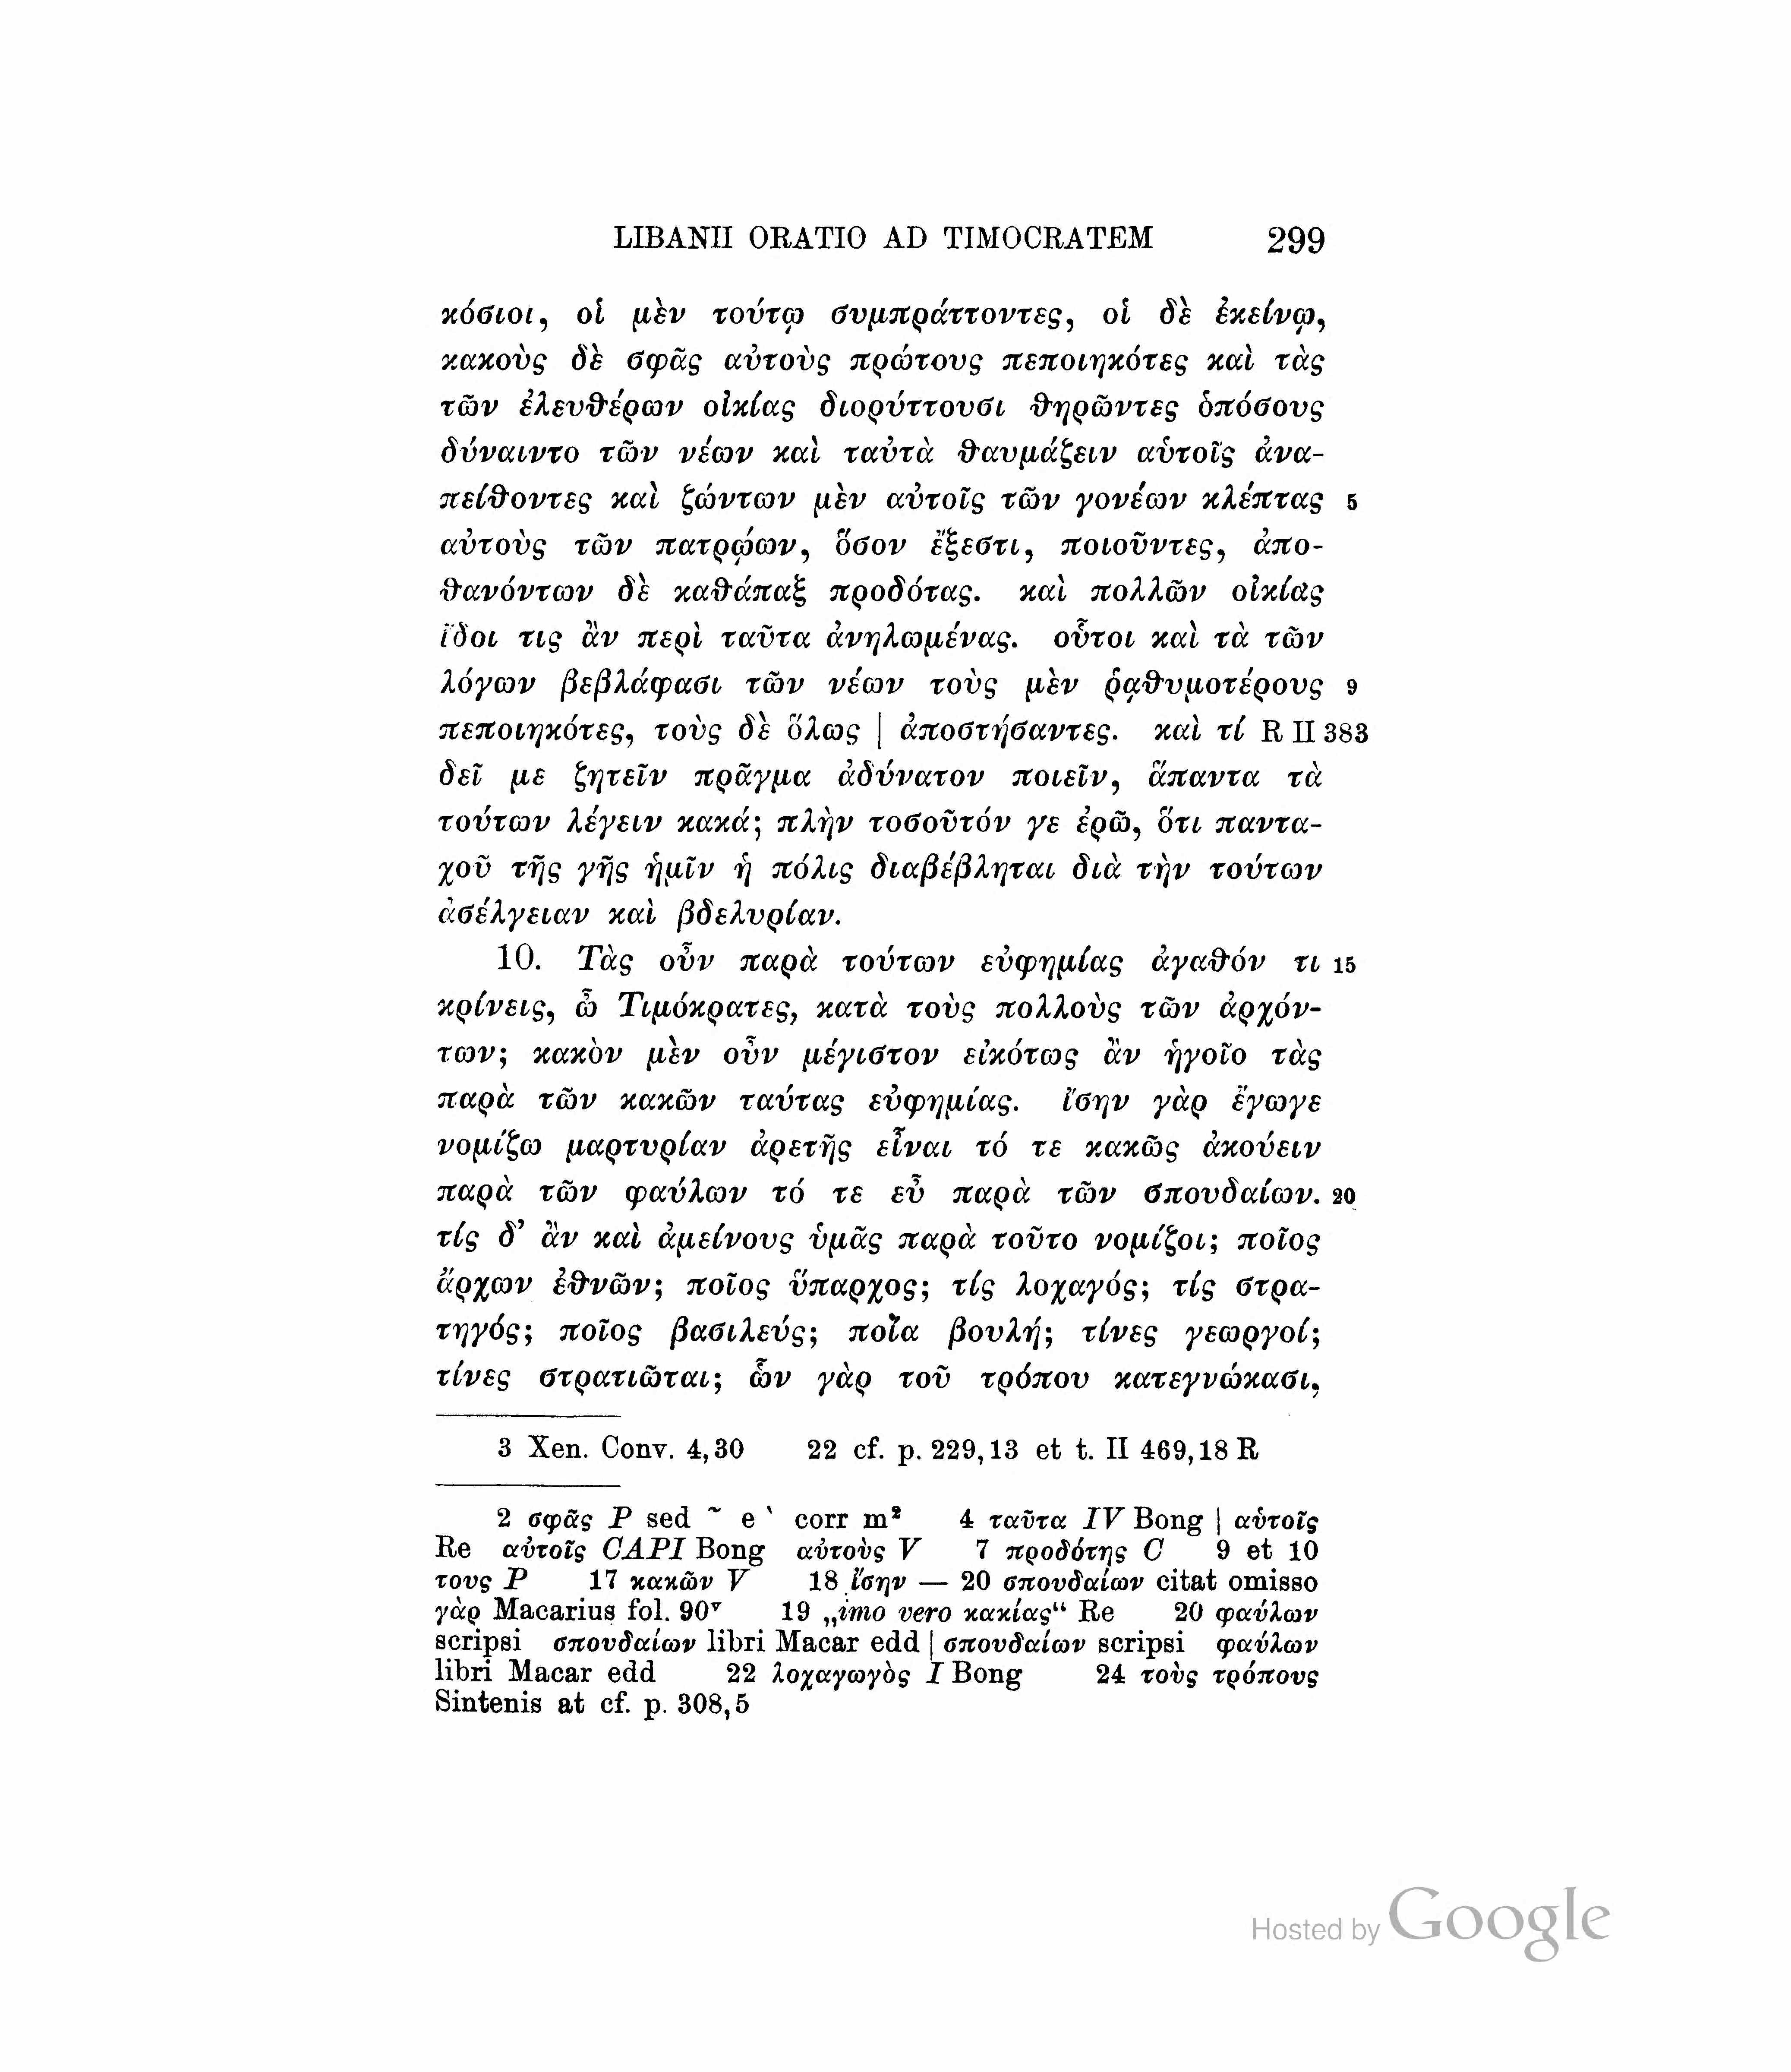 LIBANII ORATIO AD TIMOCRATEM 299
κόσιοι, οἱ μὲν τούτῳ συμπράττοντες, οἱ δὲ ἐκείνῳ,
κακοὺς δὲ σφᾶς αὐτοὺς πρώτους πεποιηκότες καὶ τὰς
τῶν ἐλευθέρων οἰκίας διορύττουσι θηρῶντες ὁπόσους
δύναιντο τῶν νέων καὶ ταὐτὰ θαυμάζειν αὑτοῖς ἀνα-
πείθοντες καὶ ζώντων μὲν αὐτοῖς τῶν γονέων κλέπτας 5
αὐτοὺς τῶν πατρῴων, ὅσον ἔξεστι, ποιοῦντες, ἀπο-
θανόντων δὲ καθάπαξ προδότας. καὶ πολλῶν οἰκίας
ἴδοι τις ἂν περὶ ταῦτα ἀνηλωμένας. οὗτοι καὶ τὰ τῶν
λόγων βεβλάφασι τῶν νέων τοὺς μὲν ῥᾳθυμοτέρους 9
πεποιηκότες, τοὺς δὲ ὅλως | ἀποστήσαντες. καὶ τί R II 383
δεῖ με ζητεῖν πρᾶγμα ἀδύνατον ποιεῖν, ἅπαντα τὰ
τούτων λέγειν κακά; πλὴν τοσοῦτόν γε ἐρῶ, ὅτι παντα-
χοῦ τῆς γῆς ἡμῖν ἡ πόλις διαβέβληται διὰ τὴν τούτων
ἀσέλγειαν καὶ βδελυρίαν.
10. Τὰς οὖν παρὰ τούτων εὐφημίας ἀγαθόν τι 15
κρίνεις, ὦ Τιμόκρατες, κατὰ τοὺς πολλοὺς τῶν ἀρχόν-
των; κακὸν μὲν οὖν μέγιστον εἰκότως ἂν ἡγοῖο τὰς
παρὰ τῶν κακῶν ταύτας εὐφημίας. ἴσην γὰρ ἔγωγε
νομίζω μαρτυρίαν ἀρετῆς εἶναι τό τε κακῶς ἀκούειν
παρὰ τῶν φαύλων τό τε εὖ παρὰ τῶν σπουδαίων. 20
τίς δ’ ἂν καὶ ἀμείνους ὑμᾶς παρὰ τοῦτο νομίζοι; ποῖος
ἄρχων ἐθνῶν; ποῖος ὕπαρχος; τίς λοχαγός; τίς στρα-
τηγός; ποῖος βασιλεύς; ποία βουλή; τίνες γεωργοί;
τίνες στρατιῶται; ὧν γὰρ τοῦ τρόπου κατεγνώκασι,
3 Xen. Conv. 4,30 22 cf. p. 229,13 et t. II 469,18 R
2 σφᾶς P sed ˜ e ` corr m² 4 ταῦτα IV Bong | αὑτοῖς
Re αὐτοῖς CAPI Bong αὐτοὺς V 7 προδότης C 9 et 10
τους P 17 κακῶν V 18 ἴσην — 20 σπουδαίων citat omisso
γὰρ Macarius fol. 90ᵛ 19 „imo vero κακίας“ Re 20 φαύλων
scripsi σπουδαίων libri Macar edd | σπουδαίων scripsi φαύλων
libri Macar edd 22 λοχαγωγὸς I Bong 24 τοὺς τρόπους
Sintenis at cf. p. 308,5
Hosted by Google